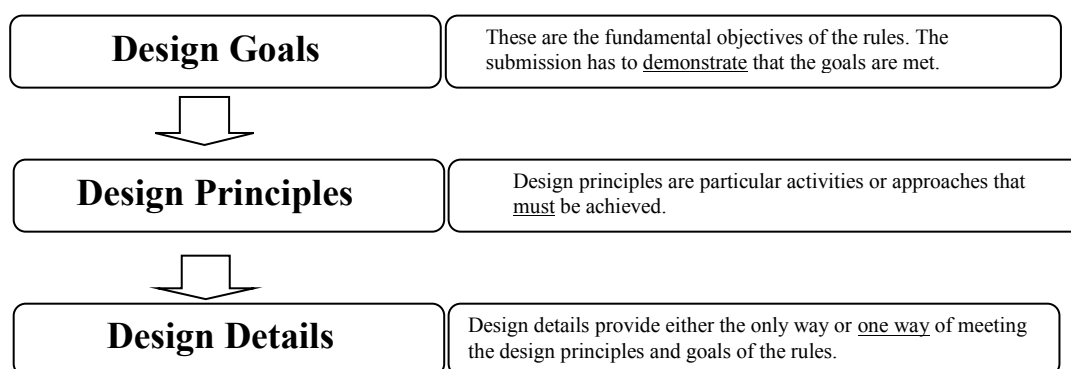 Design Goals
These are the fundamental objectives of the rules. The
submission has to demonstrate that the goals are met.
Design Principles
Design principles are particular activities or approaches that
must be achieved.
Design Details
Design details provide either the only way or one way of meeting
the design principles and goals of the rules.